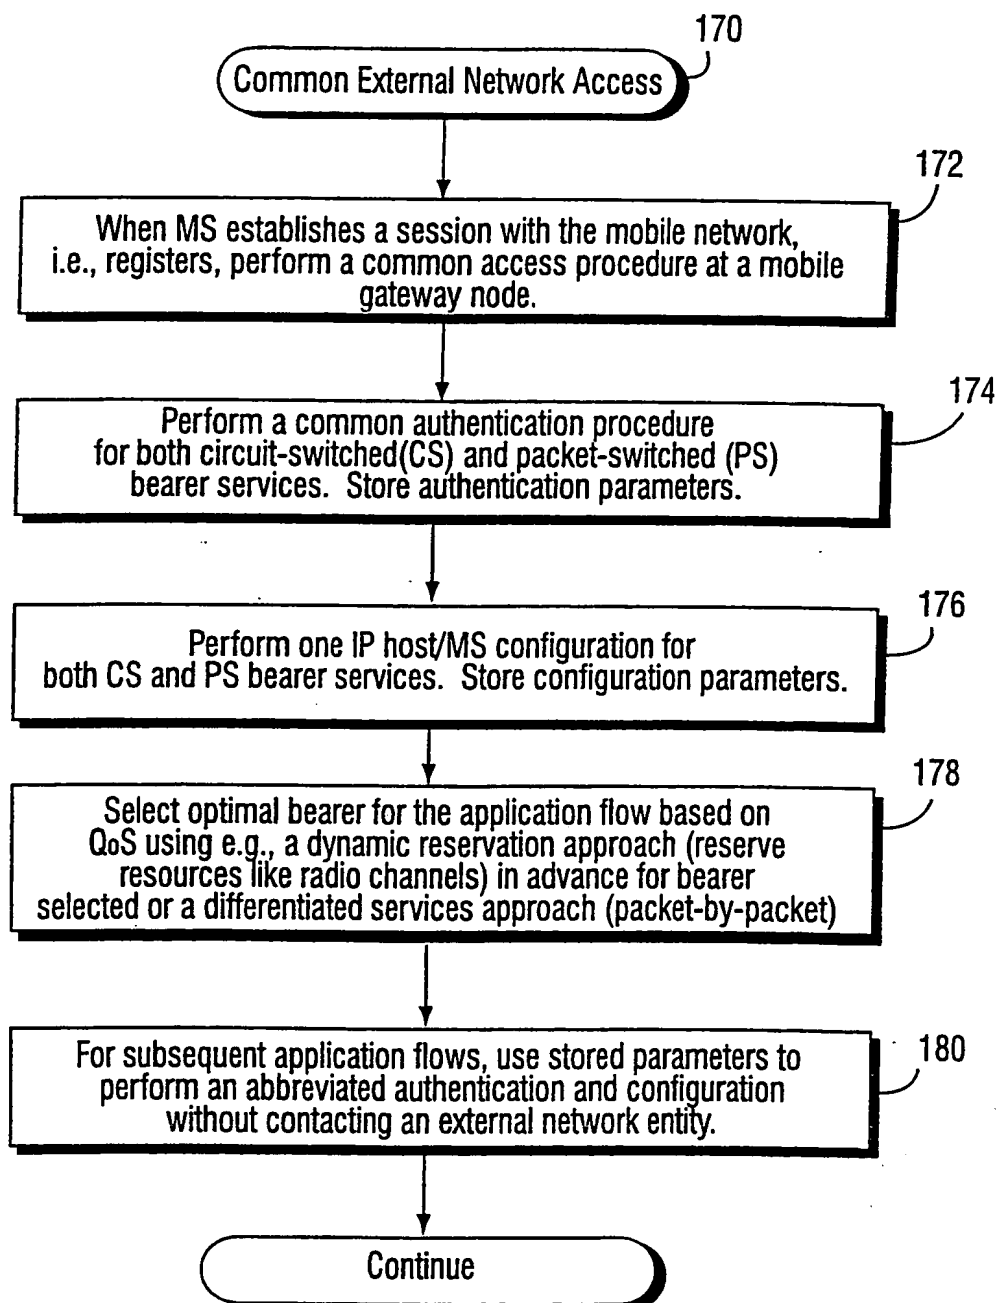 170
Common External Network Access
172
When MS establishes a session with the mobile network,
i.e., registers, perform a common access procedure at a mobile
gateway node.
174
Perform a common authentication procedure
for both circuit-switched(CS) and packet-switched (PS)
bearer services. Store authentication parameters.
176
Perform one IP host/MS configuration for
both CS and PS bearer services. Store configuration parameters.
178
Select optimal bearer for the application flow based on
QoS using e.g., a dynamic reservation approach (reserve
resources like radio channels) in advance for bearer
selected or a differentiated services approach (packet-by-packet)
180
For subsequent application flows, use stored parameters to
perform an abbreviated authentication and configuration
without contacting an external network entity.
Continue